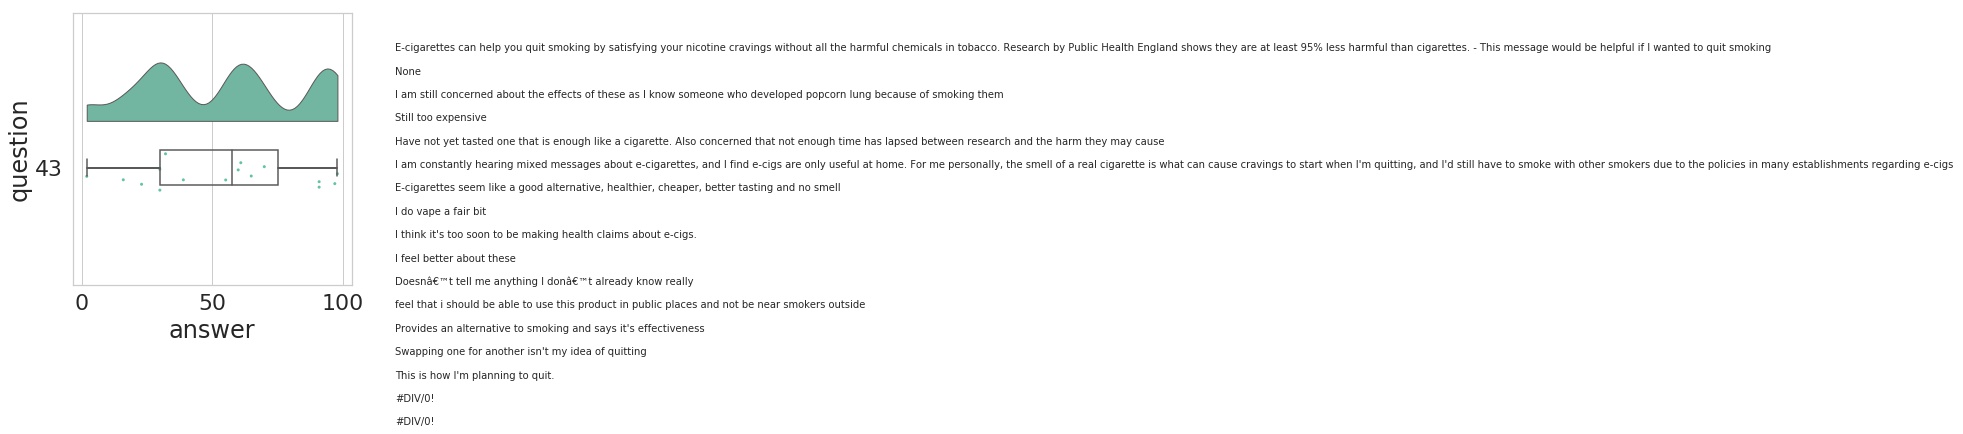 E-cigarettes can help you quit smoking by satisfying your nicotine cravings without all the harmful chemicals in tobacco. Research by Public Health England shows they are at least 95% less harmful than cigarettes. - This message would be helpful if I wanted to quit smoking
None
I am still concerned about the effects of these as I know someone who developed popcorn lung because of smoking them
Still too expensive
Have not yet tasted one that is enough like a cigarette. Also concerned that not enough time has lapsed between research and the harm they may cause
I am constantly hearing mixed messages about e-cigarettes, and I find e-cigs are only useful at home. For me personally, the smell of a real cigarette is what can cause cravings to start when I'm quitting, and I'd still have to smoke with other smokers due to the policies in many establishments regarding e-cigs
E-cigarettes seem like a good alternative, healthier, cheaper, better tasting and no smell
I do vape a fair bit
I think it's too soon to be making health claims about e-cigs.
I feel better about these
Doesnâ€™t tell me anything I donâ€™t already know really
feel that i should be able to use this product in public places and not be near smokers outside
Provides an alternative to smoking and says it's effectiveness
Swapping one for another isn't my idea of quitting
This is how I'm planning to quit.
#DIV/0!
#DIV/0!
question
43
0 50 100
answer